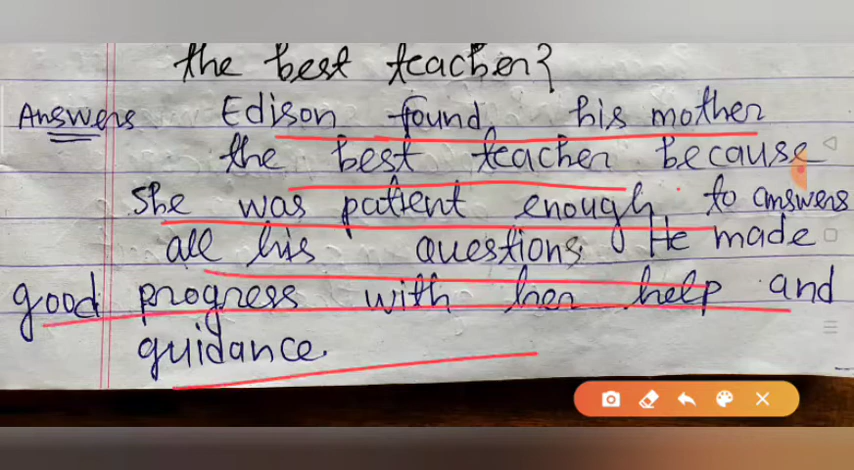 the best teacher?
Answers Edison found his mother
the best teacher because
she was patient enough to answers
all his questions. He made
good progress with her help and
guidance.